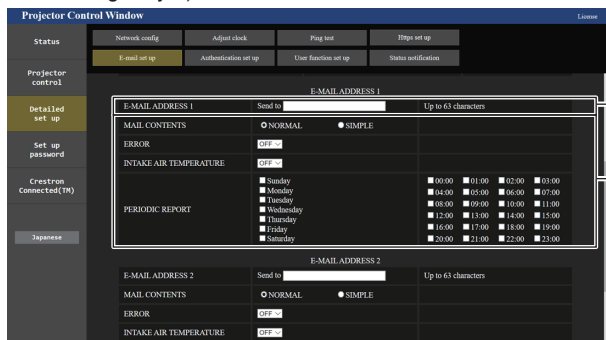 Projector Control Window
License
Status
Network config
Adjust clock
Ping test
Https set up
E-mail set up
Authentication set up
User function set up
Status notification
Projector
control
Detailed
set up
Set up
password
Crestron
Connected(TM)
Japanese
E-MAIL ADDRESS 1
E-MAIL ADDRESS 1 Send to Up to 63 characters
MAIL CONTENTS NORMAL SIMPLE
ERROR OFF
INTAKE AIR TEMPERATURE OFF
PERIODIC REPORT
Sunday 00:00 01:00 02:00 03:00
Monday 04:00 05:00 06:00 07:00
Tuesday
Wednesday 08:00 09:00 10:00 11:00
Thursday 12:00 13:00 14:00 15:00
Friday 16:00 17:00 18:00 19:00
Saturday 20:00 21:00 22:00 23:00
E-MAIL ADDRESS 2
E-MAIL ADDRESS 2 Send to Up to 63 characters
MAIL CONTENTS NORMAL SIMPLE
ERROR OFF
INTAKE AIR TEMPERATURE OFF